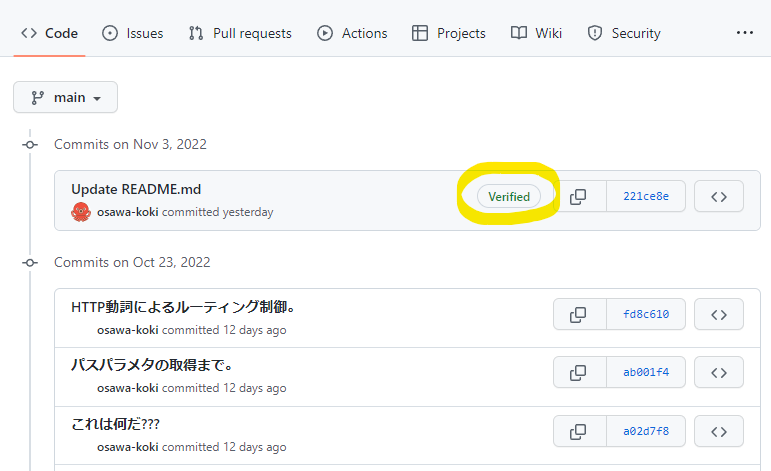 Code Issues Pull requests Actions Projects Wiki Security
main
Commits on Nov 3, 2022
Update README.md
Verified
221ce8e
osawa-koki committed yesterday
Commits on Oct 23, 2022
HTTP動詞によるルーティング制御。
fd8c610
osawa-koki committed 12 days ago
パスパラメタの取得まで。
ab001f4
osawa-koki committed 12 days ago
これは何だ???
a02d7f8
osawa-koki committed 12 days ago